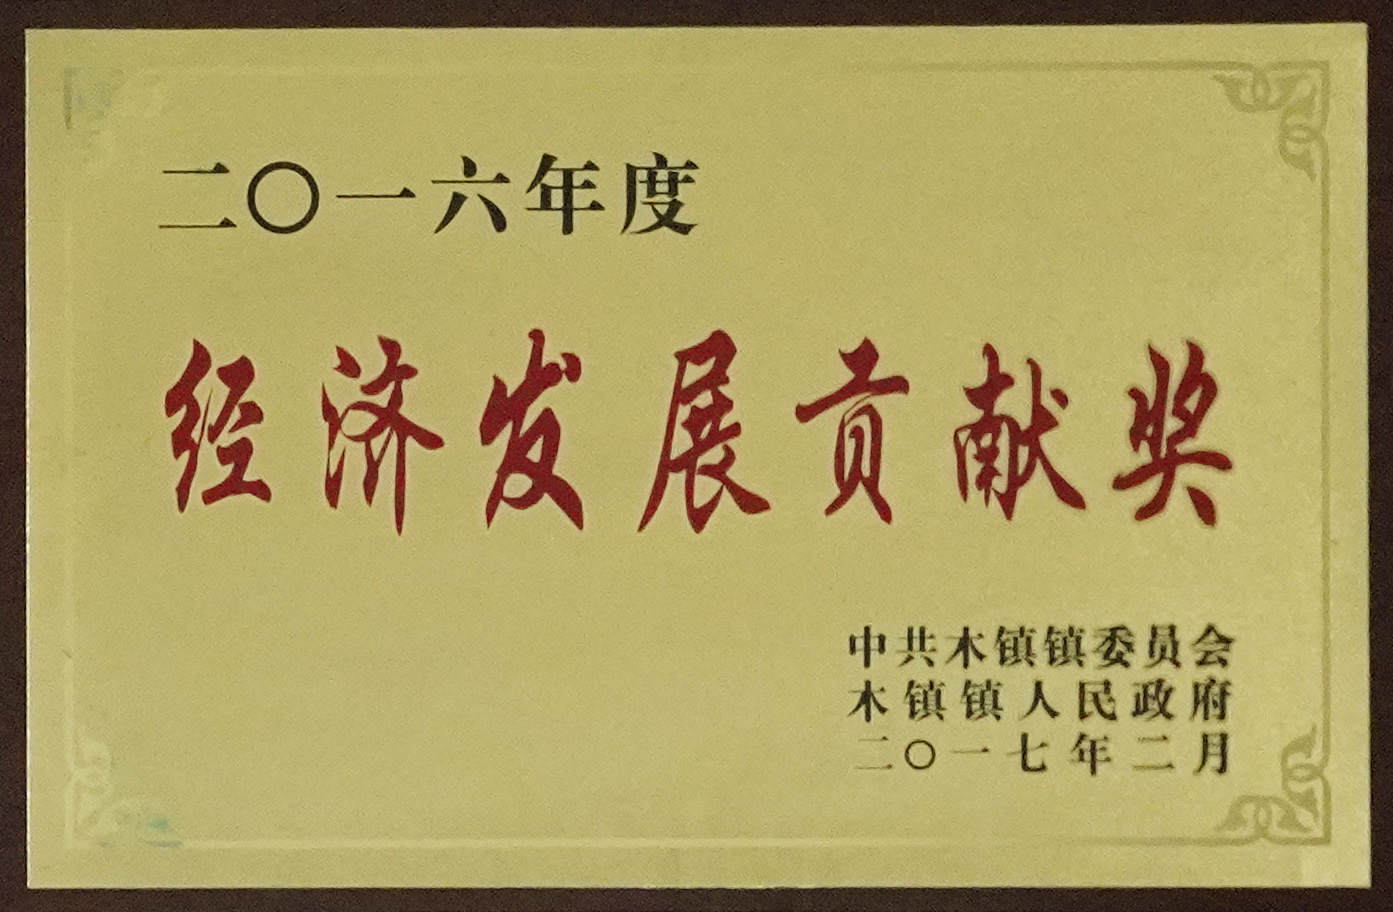 二〇一六年度
经济发展贡献奖
中共木镇镇委员会
木镇镇人民政府
二〇一七年二月